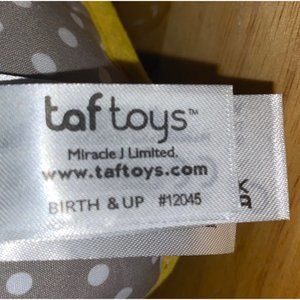 taf toys™
Miracle J Limited.
www.taftoys.com
BIRTH & UP #12045